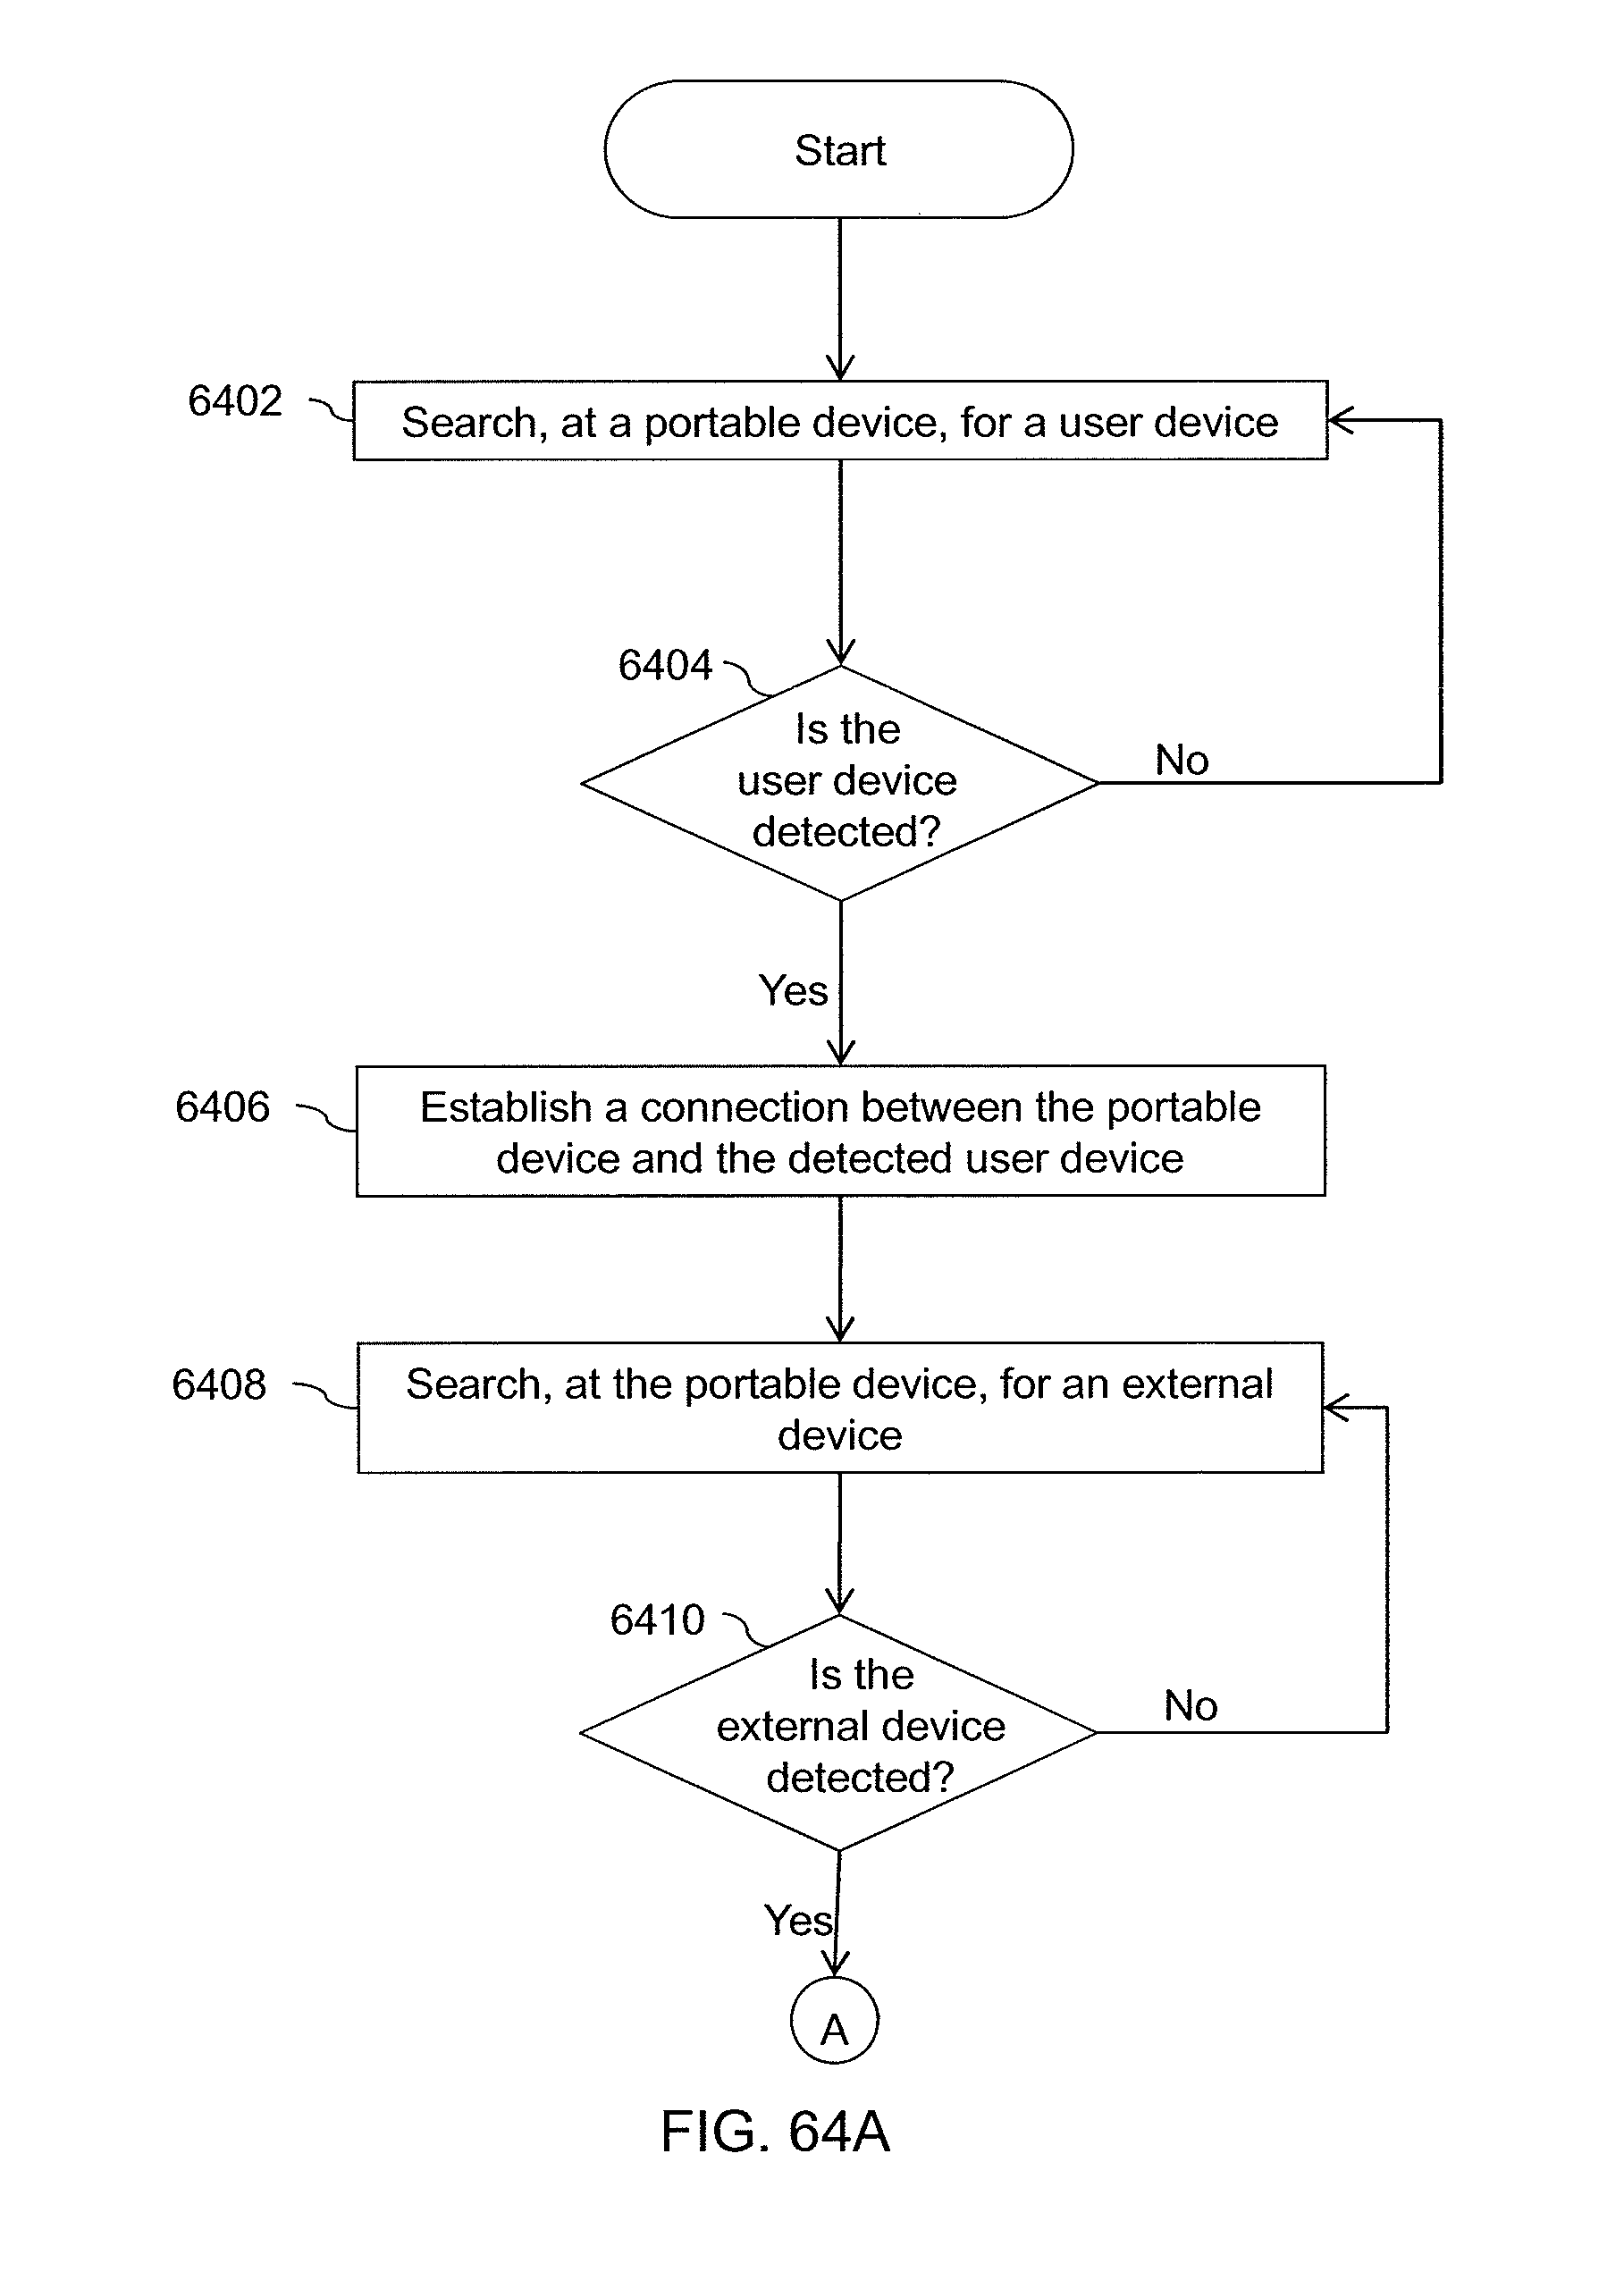 Start
6402
Search, at a portable device, for a user device
6404
Is the
user device
detected?
No
Yes
6406
Establish a connection between the portable
device and the detected user device
6408
Search, at the portable device, for an external
device
6410
Is the
external device
detected?
No
Yes
A
FIG. 64A